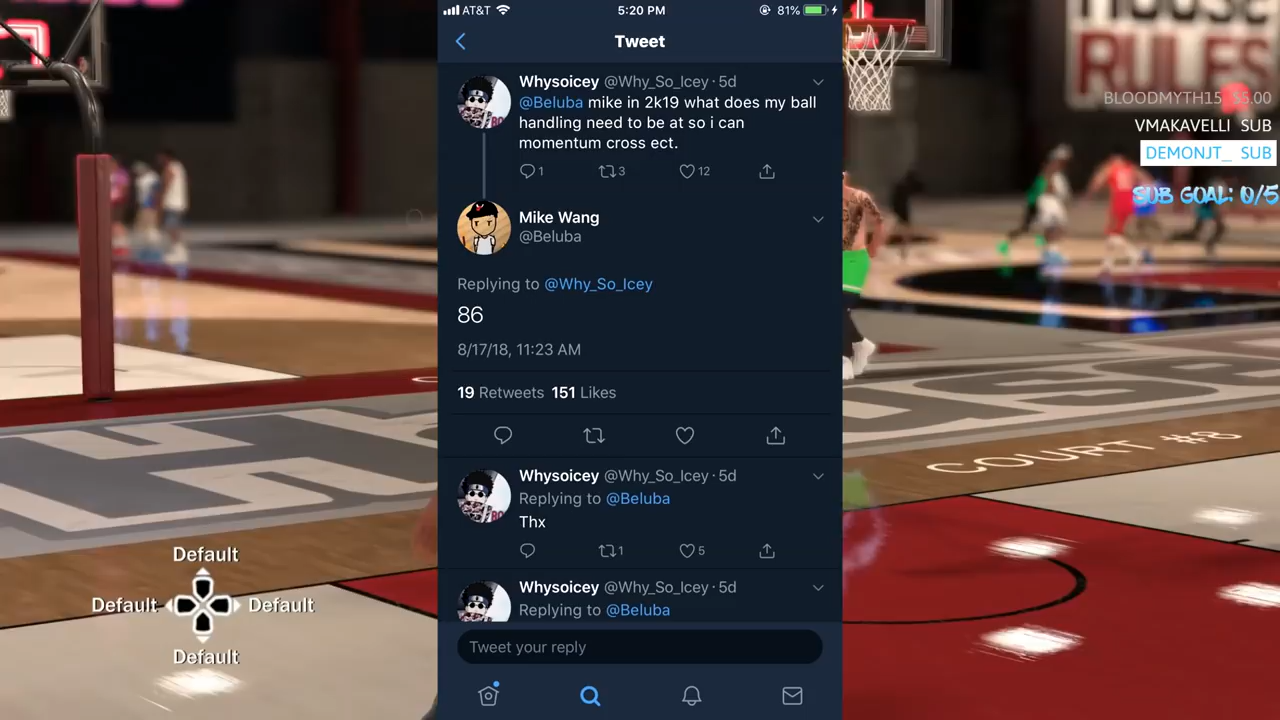 AT&T 5:20 PM 81%
Tweet
Whysoicey @Why_So_Icey · 5d
@Beluba mike in 2k19 what does my ball
handling need to be at so i can
momentum cross ect.
1 3 12
Mike Wang
@Beluba
Replying to @Why_So_Icey
86
8/17/18, 11:23 AM
19 Retweets 151 Likes
Whysoicey @Why_So_Icey · 5d
Replying to @Beluba
Thx
1 5
Whysoicey @Why_So_Icey · 5d
Replying to @Beluba
Tweet your reply
RULES
BLOODMYTH15 $5.00
VMAKAVELLI SUB
DEMONJT_ SUB
SUB GOAL: 0/5
COURT #8
Default
Default Default
Default